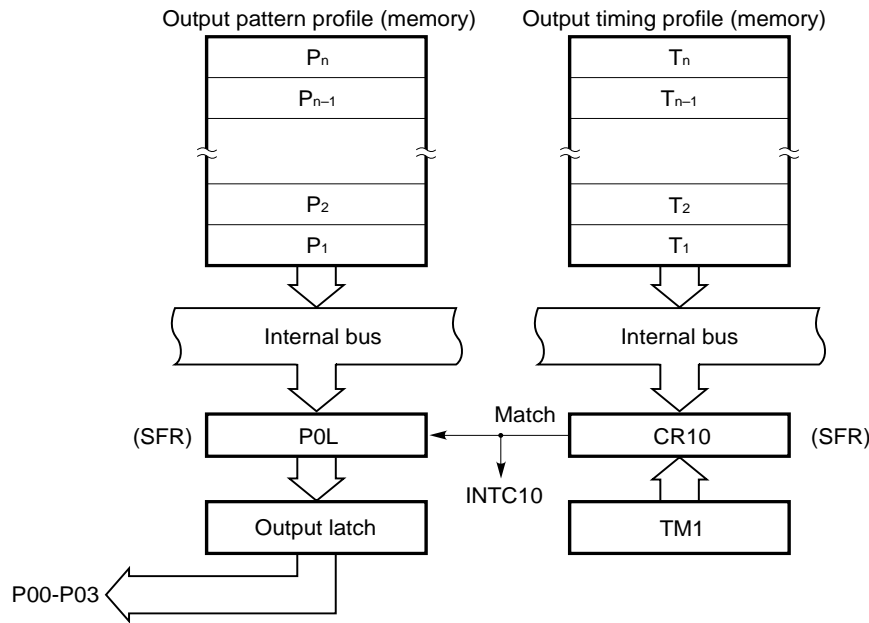 Output pattern profile (memory) Output timing profile (memory)
Pn Tn
Pn–1 Tn–1
P2 T2
P1 T1
Internal bus Internal bus
Match
(SFR) P0L CR10 (SFR)
INTC10
Output latch TM1
P00-P03